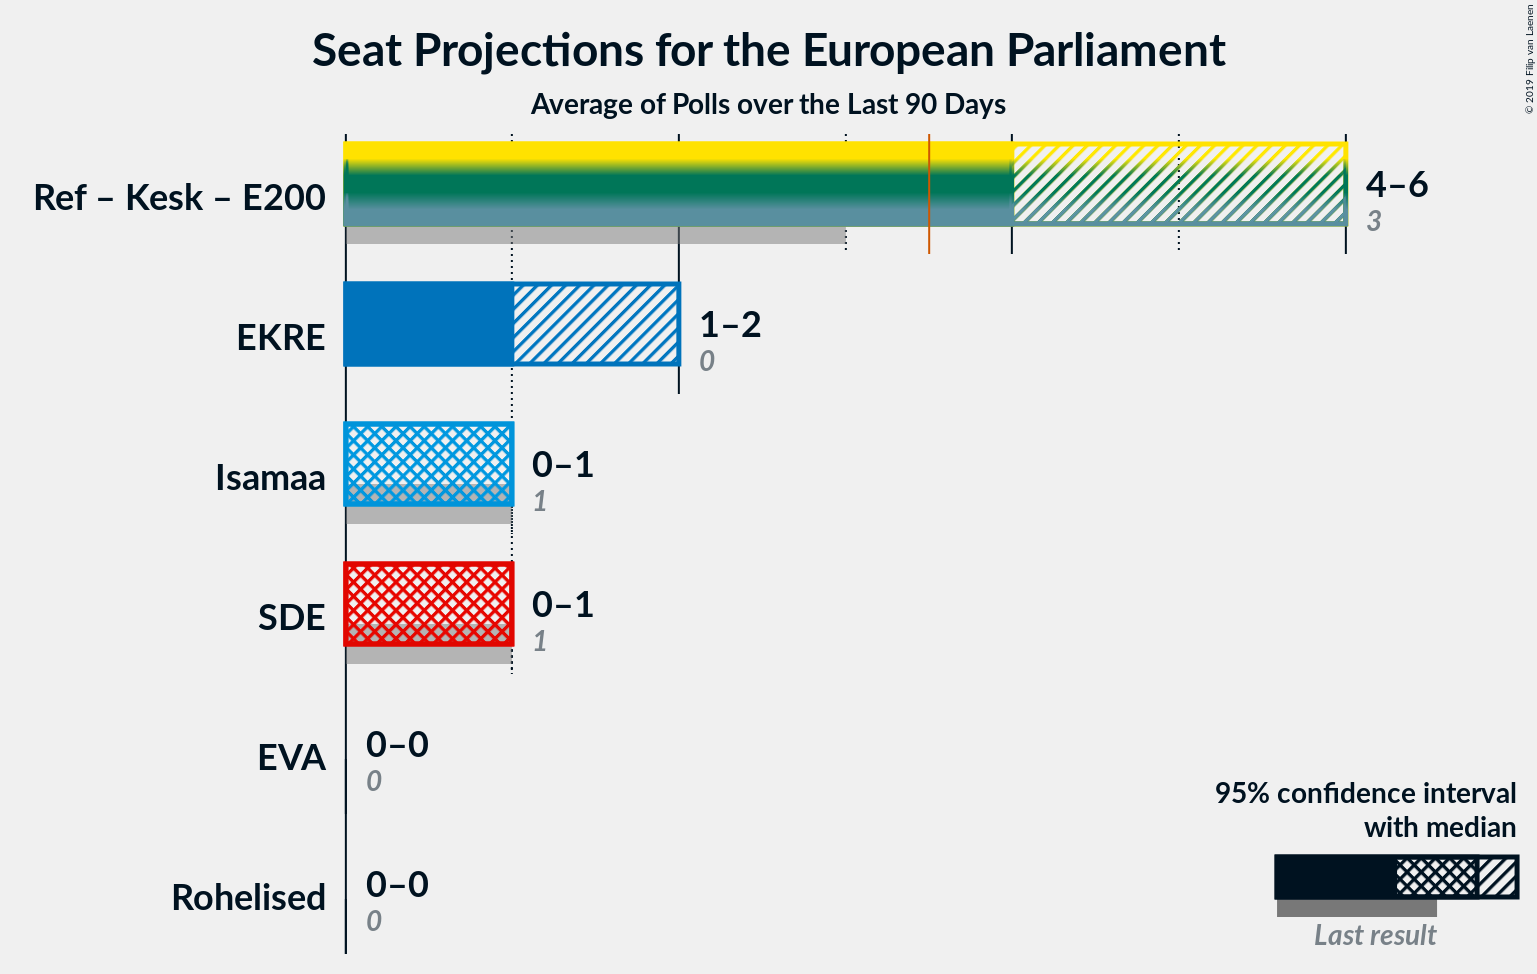 Seat Projections for the European Parliament
Average of Polls over the Last 90 Days
© 2019 Filip van Laenen
Ref – Kesk – E200
4–6
3
EKRE
1–2
0
Isamaa
0–1
1
SDE
0–1
1
EVA
0–0
0
Rohelised
0–0
0
95% confidence interval
with median
Last result